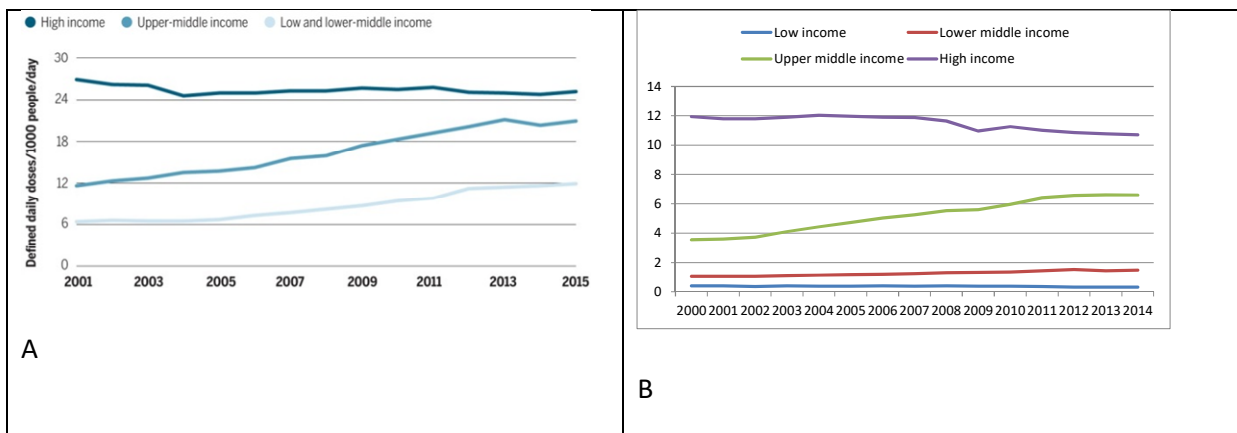 High income Upper-middle income Low and lower-middle income
Defined daily doses/1000 people/day
30
24
18
12
6
0
2001 2003 2005 2007 2009 2011 2013 2015
A
Low income Lower middle income
Upper middle income High income
14
12
10
8
6
4
2
0
2000 2001 2002 2003 2004 2005 2006 2007 2008 2009 2010 2011 2012 2013 2014
B